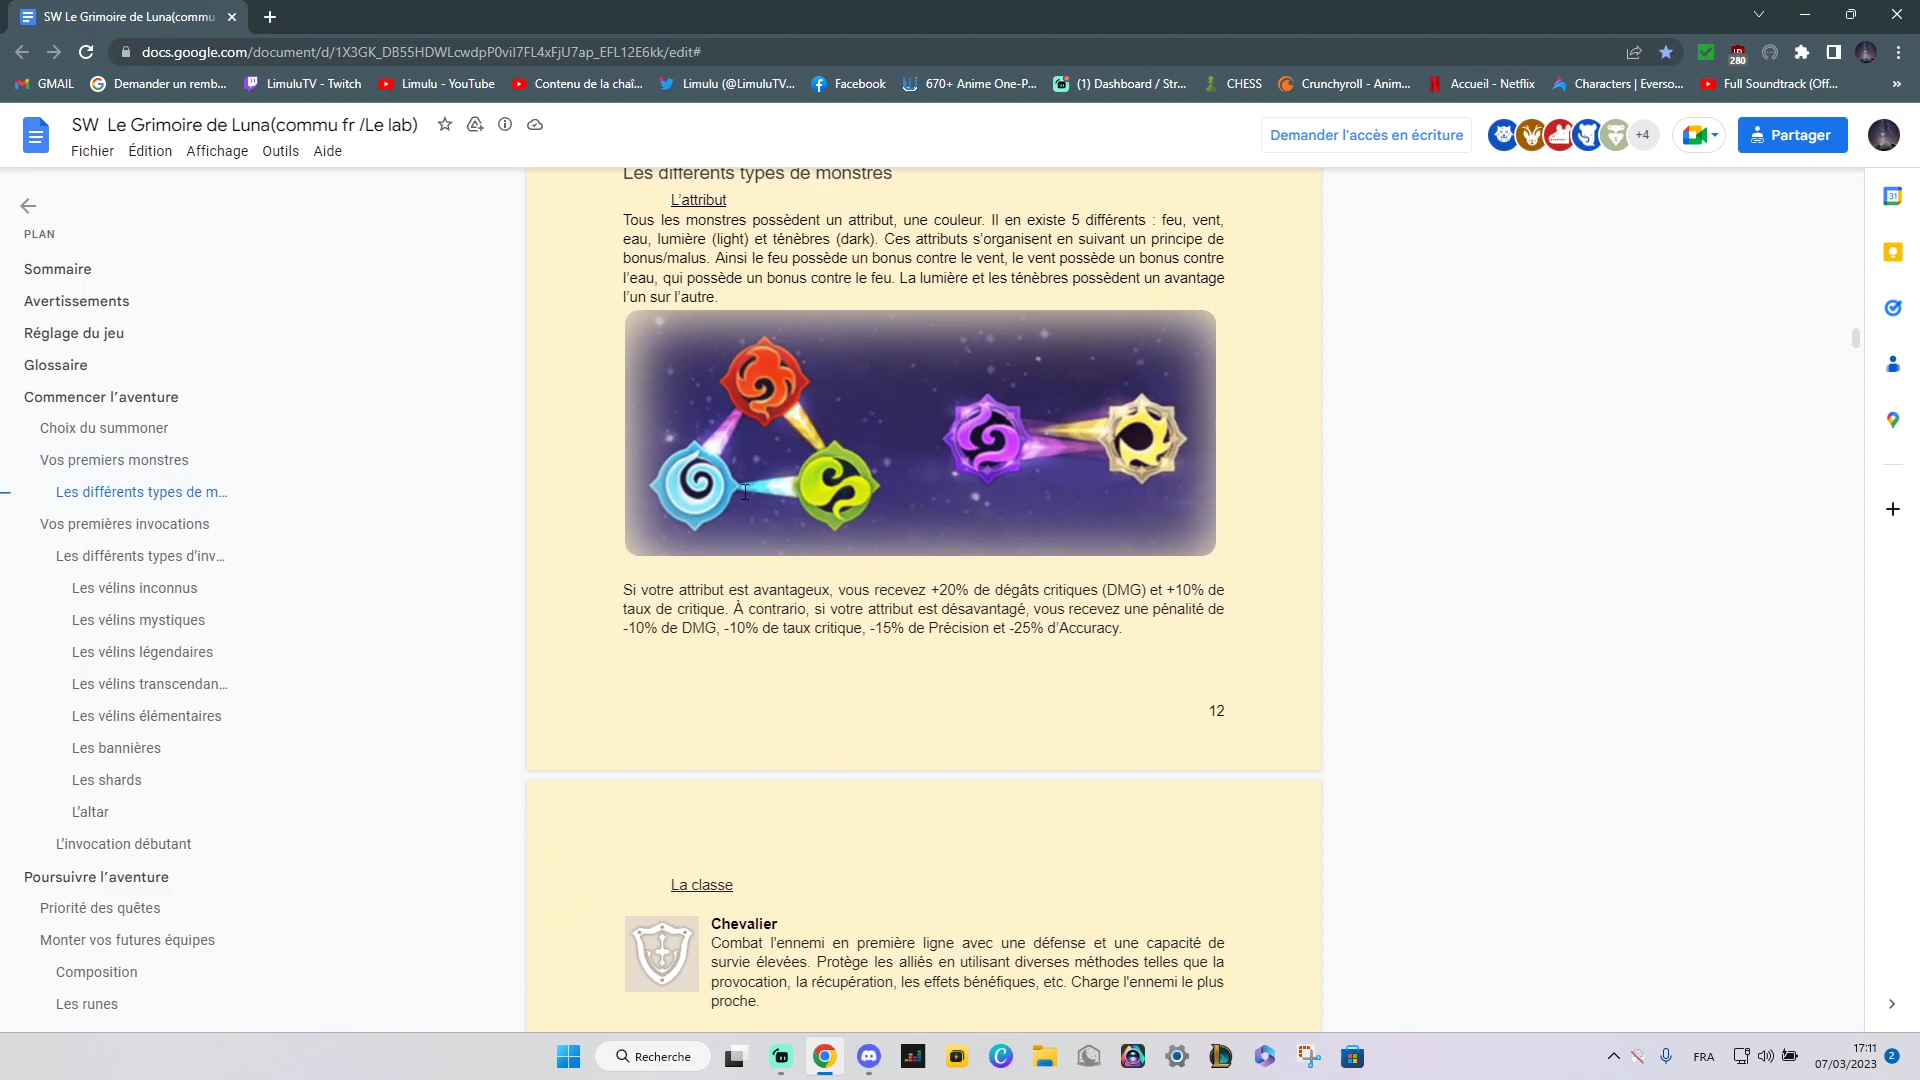 SW Le Grimoire de Luna(commu
docs.google.com/document/d/1X3GK_DB55HDWLcwdpP0viI7FL4xFjU7ap_EFL12E6kk/edit#
280
GMAIL Demander un remb... LimuluTV - Twitch Limulu - YouTube Contenu de la chaî... Limulu (@LimuluTV... Facebook 670+ Anime One-P... (1) Dashboard / Str... CHESS Crunchyroll - Anim... Accueil - Netflix Characters | Everso... Full Soundtrack (Off... »
SW Le Grimoire de Luna(commu fr /Le lab)
Fichier Édition Affichage Outils Aide
Demander l'accès en écriture
+4
Partager
PLAN
Sommaire
Avertissements
Réglage du jeu
Glossaire
Commencer l'aventure
Choix du summoner
Vos premiers monstres
Les différents types de m...
Vos premières invocations
Les différents types d'inv...
Les vélins inconnus
Les vélins mystiques
Les vélins légendaires
Les vélins transcendan...
Les vélins élémentaires
Les bannières
Les shards
L'altar
L'invocation débutant
Poursuivre l'aventure
Priorité des quêtes
Monter vos futures équipes
Composition
Les runes
Les différents types de monstres
L'attribut
Tous les monstres possèdent un attribut, une couleur. Il en existe 5 différents : feu, vent,
eau, lumière (light) et ténèbres (dark). Ces attributs s'organisent en suivant un principe de
bonus/malus. Ainsi le feu possède un bonus contre le vent, le vent possède un bonus contre
l'eau, qui possède un bonus contre le feu. La lumière et les ténèbres possèdent un avantage
l'un sur l'autre.
Si votre attribut est avantageux, vous recevez +20% de dégâts critiques (DMG) et +10% de
taux de critique. À contrario, si votre attribut est désavantagé, vous recevez une pénalité de
-10% de DMG, -10% de taux critique, -15% de Précision et -25% d'Accuracy.
12
La classe
Chevalier
Combat l'ennemi en première ligne avec une défense et une capacité de
survie élevées. Protège les alliés en utilisant diverses méthodes telles que la
provocation, la récupération, les effets bénéfiques, etc. Charge l'ennemi le plus
proche.
31
Recherche
FRA
17:11
07/03/2023
2